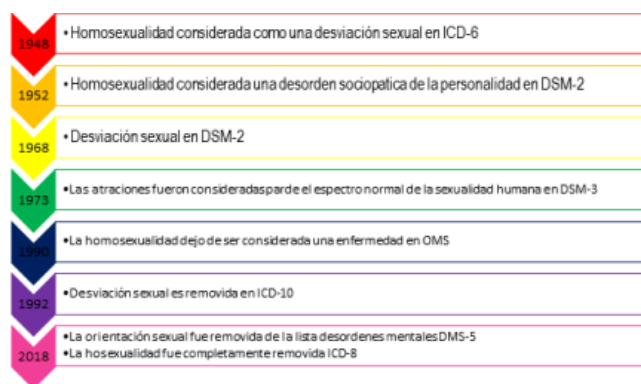 1948
• Homosexualidad considerada como una desviación sexual en ICD-6
1952
• Homosexualidad considerada una desorden sociopatica de la personalidad en DSM-2
1968
• Desviación sexual en DSM-2
1973
• Las atraciones fueron consideradas parde el espectro normal de la sexualidad humana en DSM-3
1990
• La homosexualidad dejo de ser considerada una enfermedad en OMS
1992
• Desviación sexual es removida en ICD-10
2018
• La orientación sexual fue removida de la lista desordenes mentales DMS-5
• La hosexualidad fue completamente removida ICD-8